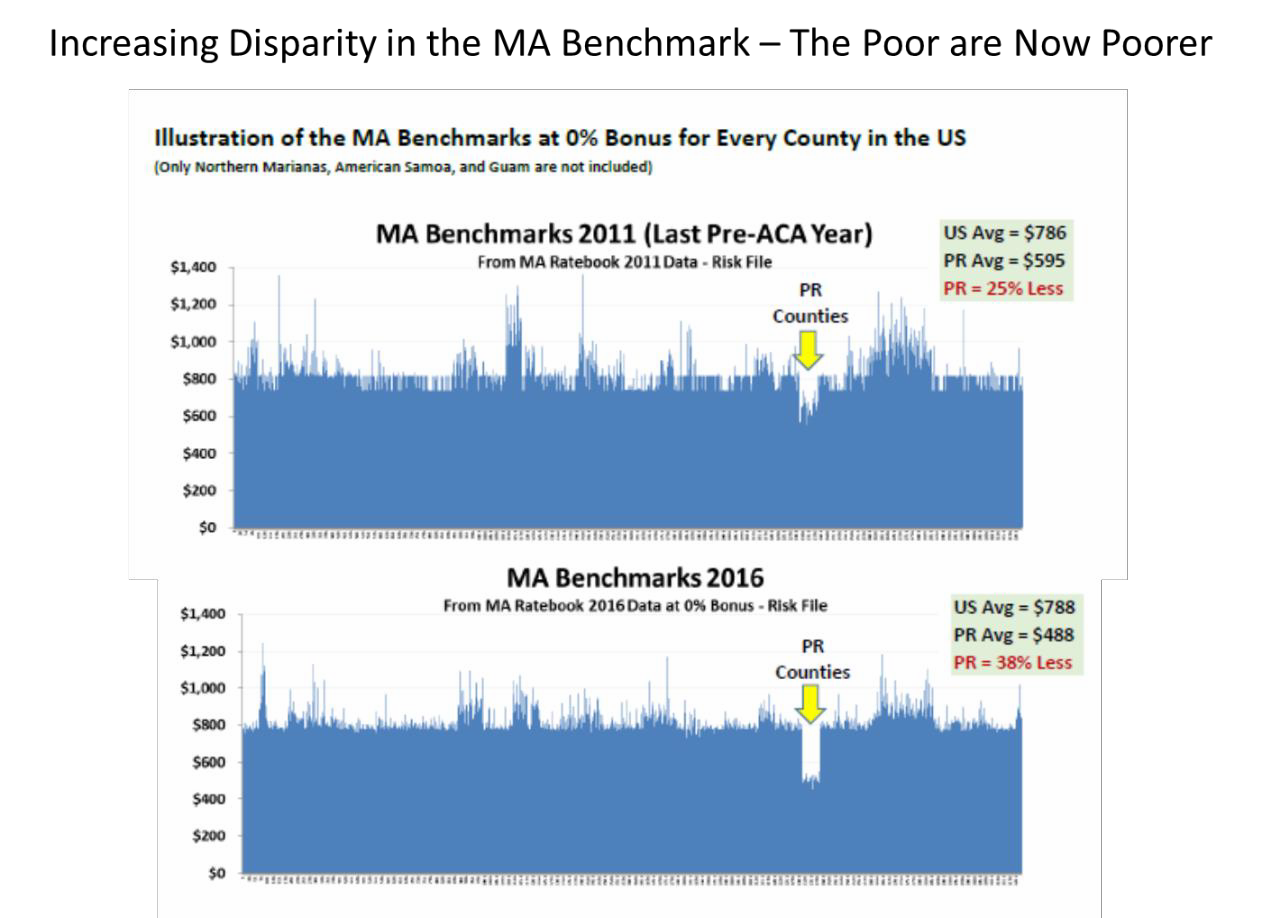 Increasing Disparity in the MA Benchmark – The Poor are Now Poorer
Illustration of the MA Benchmarks at 0% Bonus for Every County in the US
(Only Northern Marianas, American Samoa, and Guam are not included)
MA Benchmarks 2011 (Last Pre-ACA Year)
From MA Ratebook 2011 Data - Risk File
US Avg = $786
PR Avg = $595
PR = 25% Less
PR
Counties
$1,400
$1,200
$1,000
$800
$600
$400
$200
$0
MA Benchmarks 2016
From MA Ratebook 2016 Data at 0% Bonus - Risk File
US Avg = $788
PR Avg = $488
PR = 38% Less
PR
Counties
$1,400
$1,200
$1,000
$800
$600
$400
$200
$0